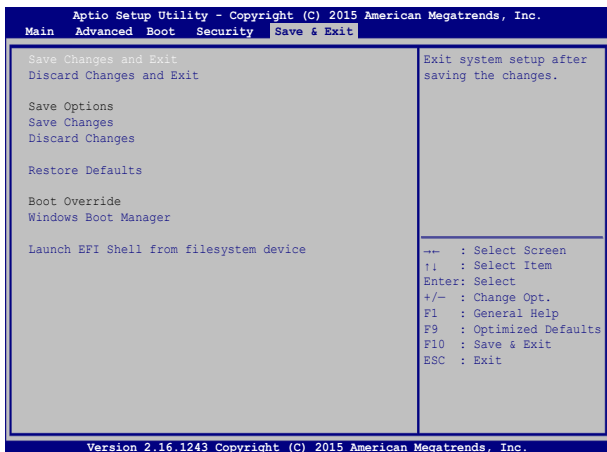 Aptio Setup Utility - Copyright (C) 2015 American Megatrends, Inc.
Main Advanced Boot Security Save & Exit
Save Changes and Exit
Discard Changes and Exit
Save Options
Save Changes
Discard Changes
Restore Defaults
Boot Override
Windows Boot Manager
Launch EFI Shell from filesystem device
Exit system setup after
saving the changes.
→← : Select Screen
↑↓ : Select Item
Enter: Select
+/— : Change Opt.
F1 : General Help
F9 : Optimized Defaults
F10 : Save & Exit
ESC : Exit
Version 2.16.1243 Copyright (C) 2015 American Megatrends, Inc.